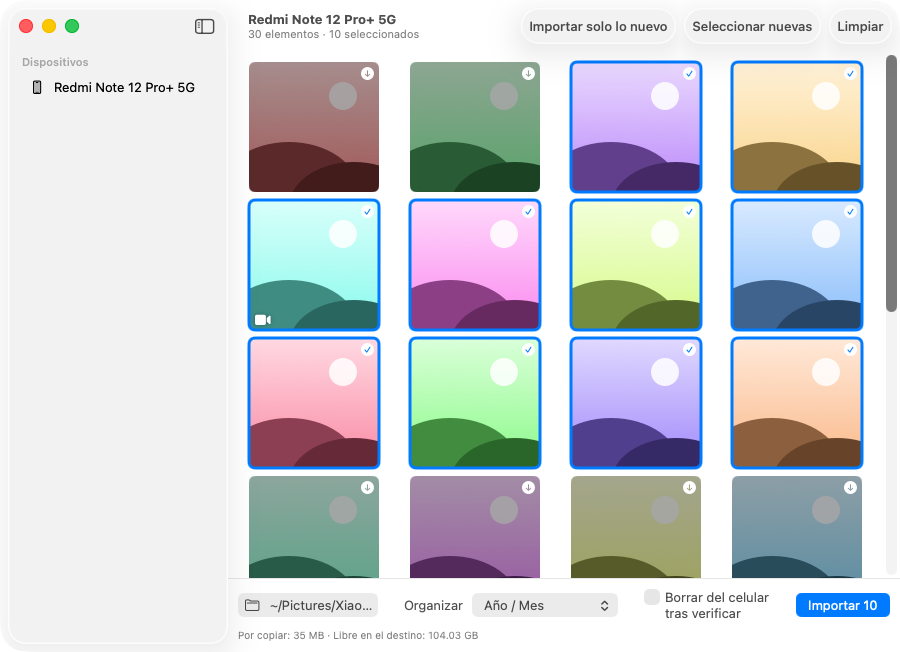 Redmi Note 12 Pro+ 5G
30 elementos · 10 seleccionados
Importar solo lo nuevo
Seleccionar nuevas
Limpiar
Dispositivos
Redmi Note 12 Pro+ 5G
~/Pictures/Xiao...
Organizar
Año / Mes
Borrar del celular
tras verificar
Importar 10
Por copiar: 35 MB · Libre en el destino: 104.03 GB